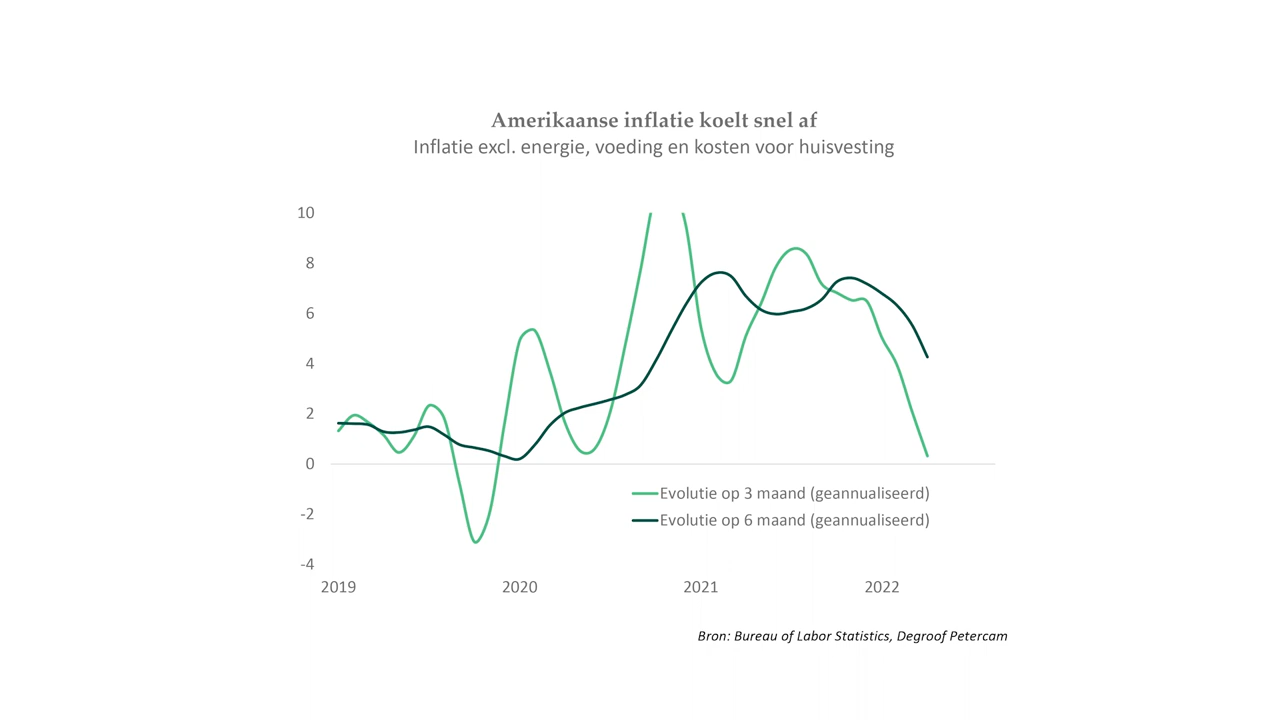 Amerikaanse inflatie koelt snel af
Inflatie excl. energie, voeding en kosten voor huisvesting
10
8
6
4
2
0
-2
-4
Evolutie op 3 maand (geannualiseerd)
Evolutie op 6 maand (geannualiseerd)
2019 2020 2021 2022
Bron: Bureau of Labor Statistics, Degroof Petercam